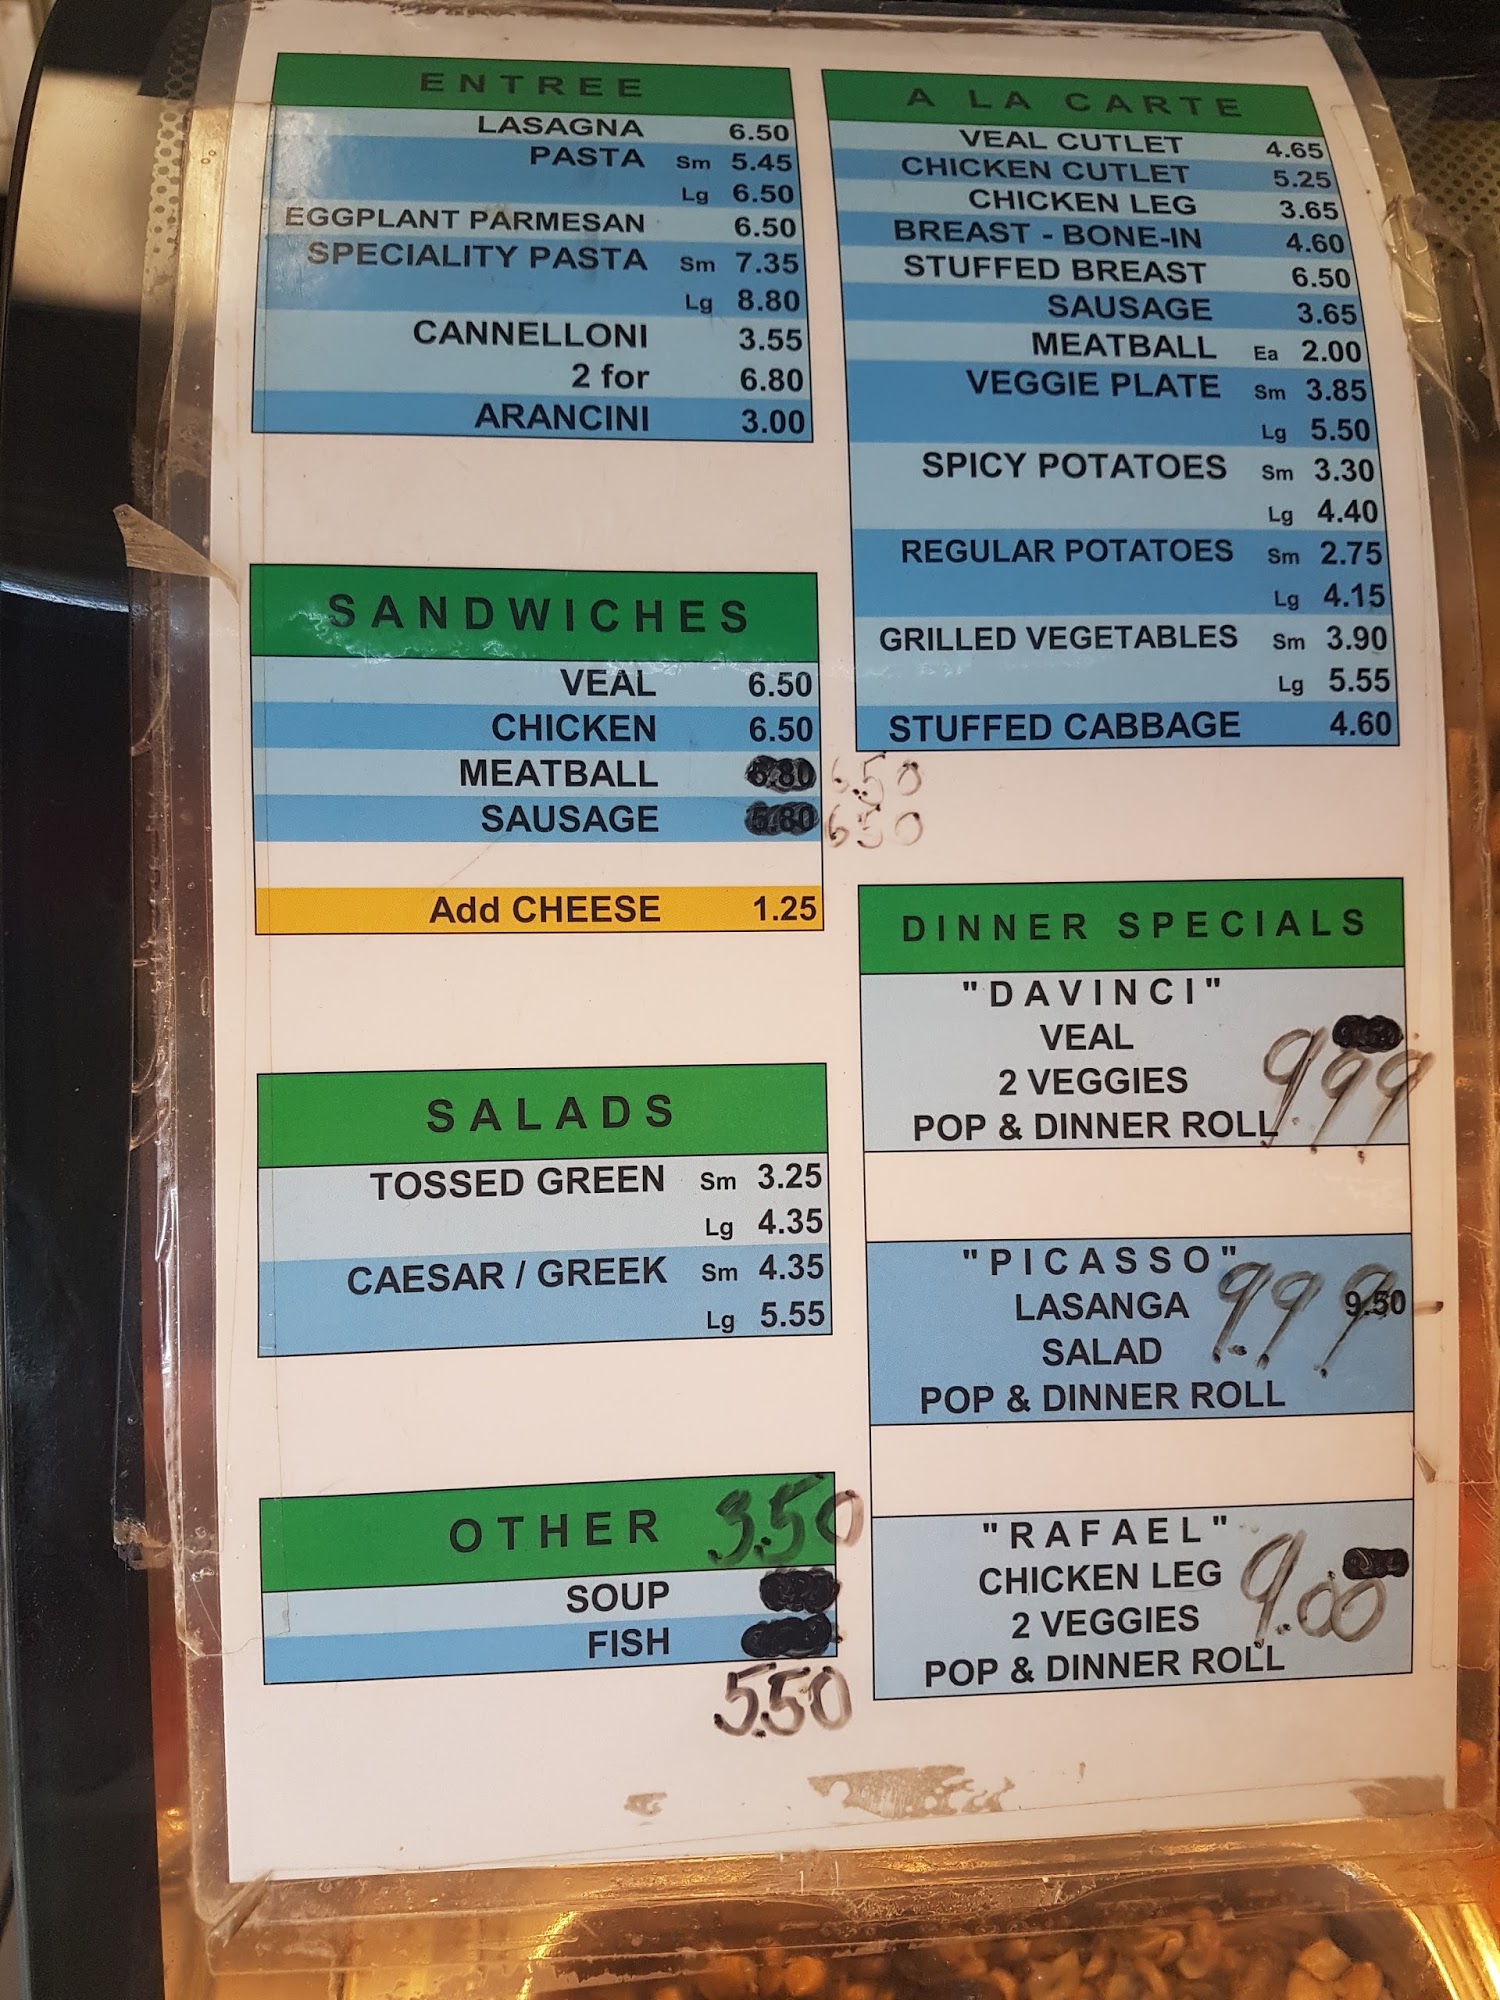 ENTREE
LASAGNA 6.50
PASTA Sm 5.45
Lg 6.50
EGGPLANT PARMESAN 6.50
SPECIALITY PASTA Sm 7.35
Lg 8.80
CANNELLONI 3.55
2 for 6.80
ARANCINI 3.00
SANDWICHES
VEAL 6.50
CHICKEN 6.50
MEATBALL 6.50
SAUSAGE 650
Add CHEESE 1.25
SALADS
TOSSED GREEN Sm 3.25
Lg 4.35
CAESAR / GREEK Sm 4.35
Lg 5.55
OTHER 3.50
SOUP
FISH
5.50
A LA CARTE
VEAL CUTLET 4.65
CHICKEN CUTLET 5.25
CHICKEN LEG 3.65
BREAST - BONE-IN 4.60
STUFFED BREAST 6.50
SAUSAGE 3.65
MEATBALL Ea 2.00
VEGGIE PLATE Sm 3.85
Lg 5.50
SPICY POTATOES Sm 3.30
Lg 4.40
REGULAR POTATOES Sm 2.75
Lg 4.15
GRILLED VEGETABLES Sm 3.90
Lg 5.55
STUFFED CABBAGE 4.60
DINNER SPECIALS
"DAVINCI"
VEAL 9.99
2 VEGGIES
POP & DINNER ROLL
"PICASSO"
LASANGA 9.99 9.50
SALAD
POP & DINNER ROLL
"RAFAEL"
CHICKEN LEG 9.00
2 VEGGIES
POP & DINNER ROLL